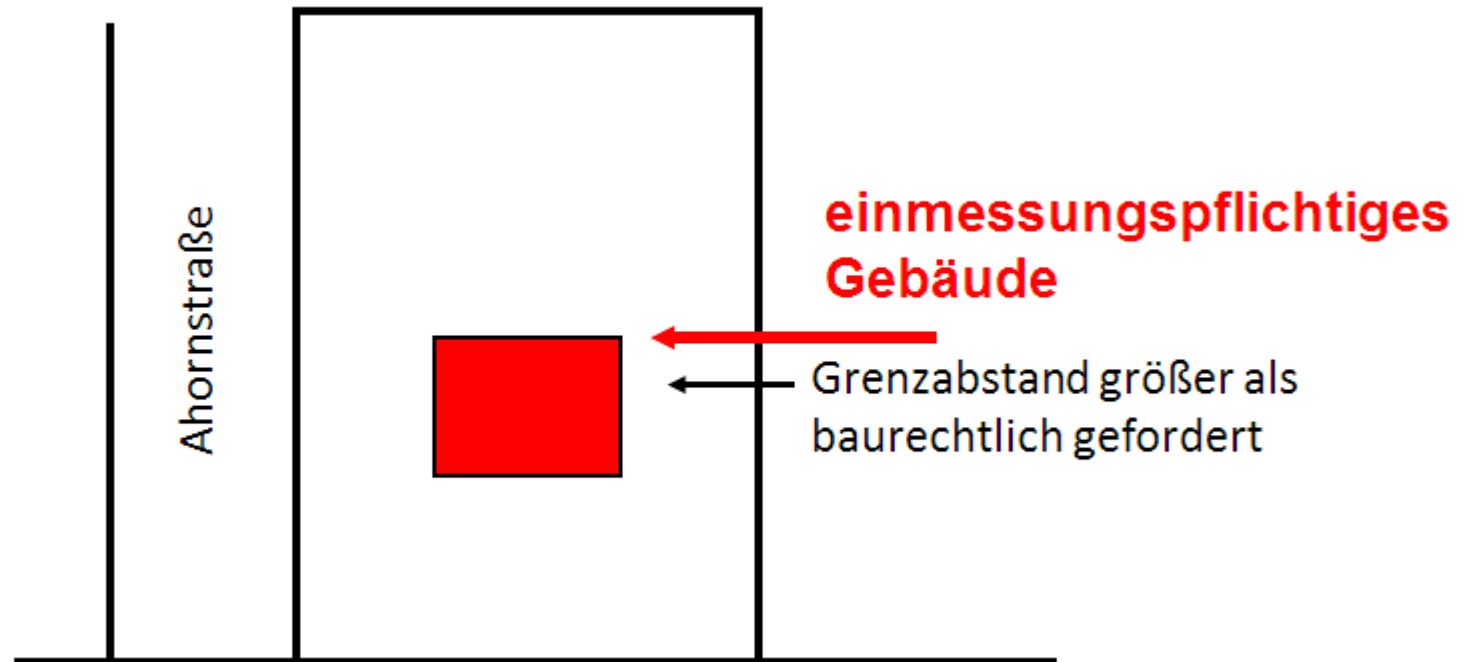 Ahornstraße
einmessungspflichtiges
Gebäude
Grenzabstand größer als
baurechtlich gefordert